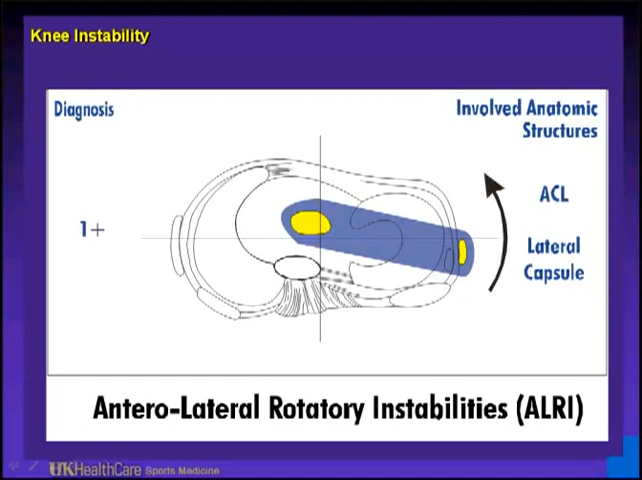 Knee Instability
Diagnosis
Involved Anatomic
Structures
1+
ACL
Lateral
Capsule
Antero-Lateral Rotatory Instabilities (ALRI)
UKHealthCare Sports Medicine